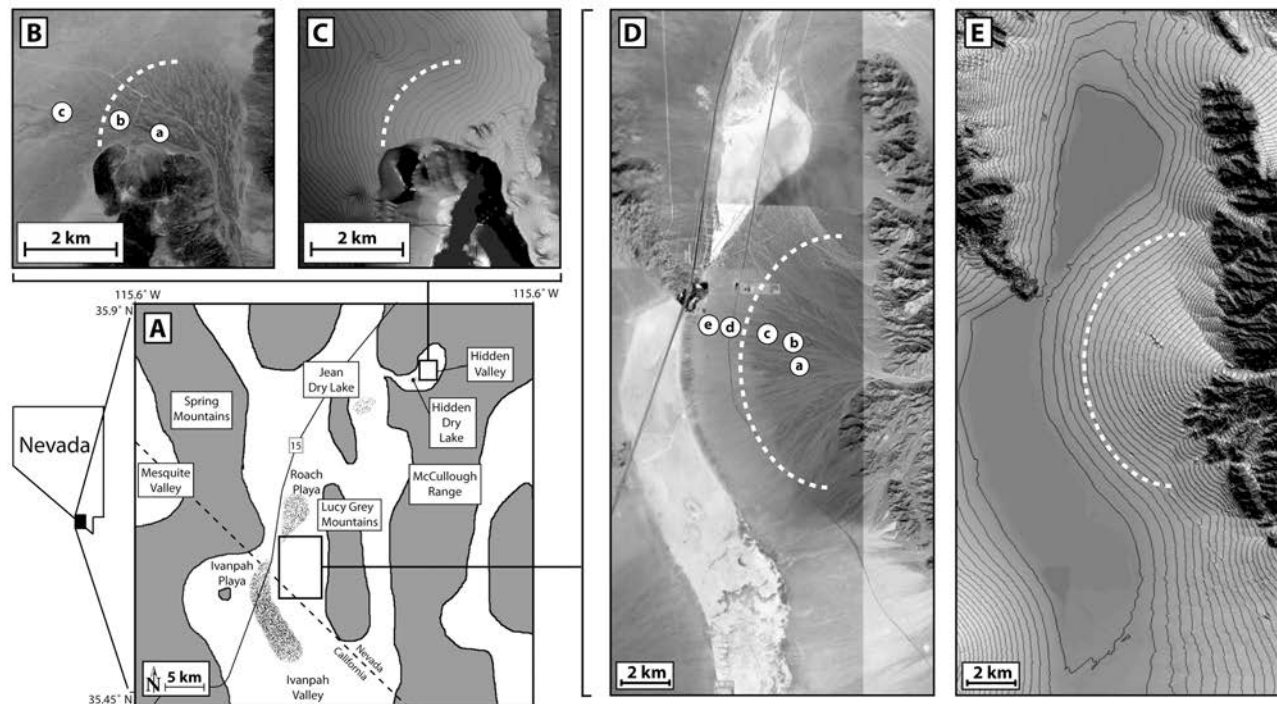 B
c
b
a
2 km
C
2 km
D
e
d
c
b
a
2 km
E
2 km
115.6° W
115.6° W
35.9° N
A
Jean
Dry Lake
Hidden
Valley
Spring
Mountains
Hidden
Dry
Lake
Nevada
15
Mesquite
Valley
Roach
Playa
McCullough
Range
Lucy Grey
Mountains
Ivanpah
Playa
Nevada
California
N
5 km
Ivanpah
Valley
35.45° N